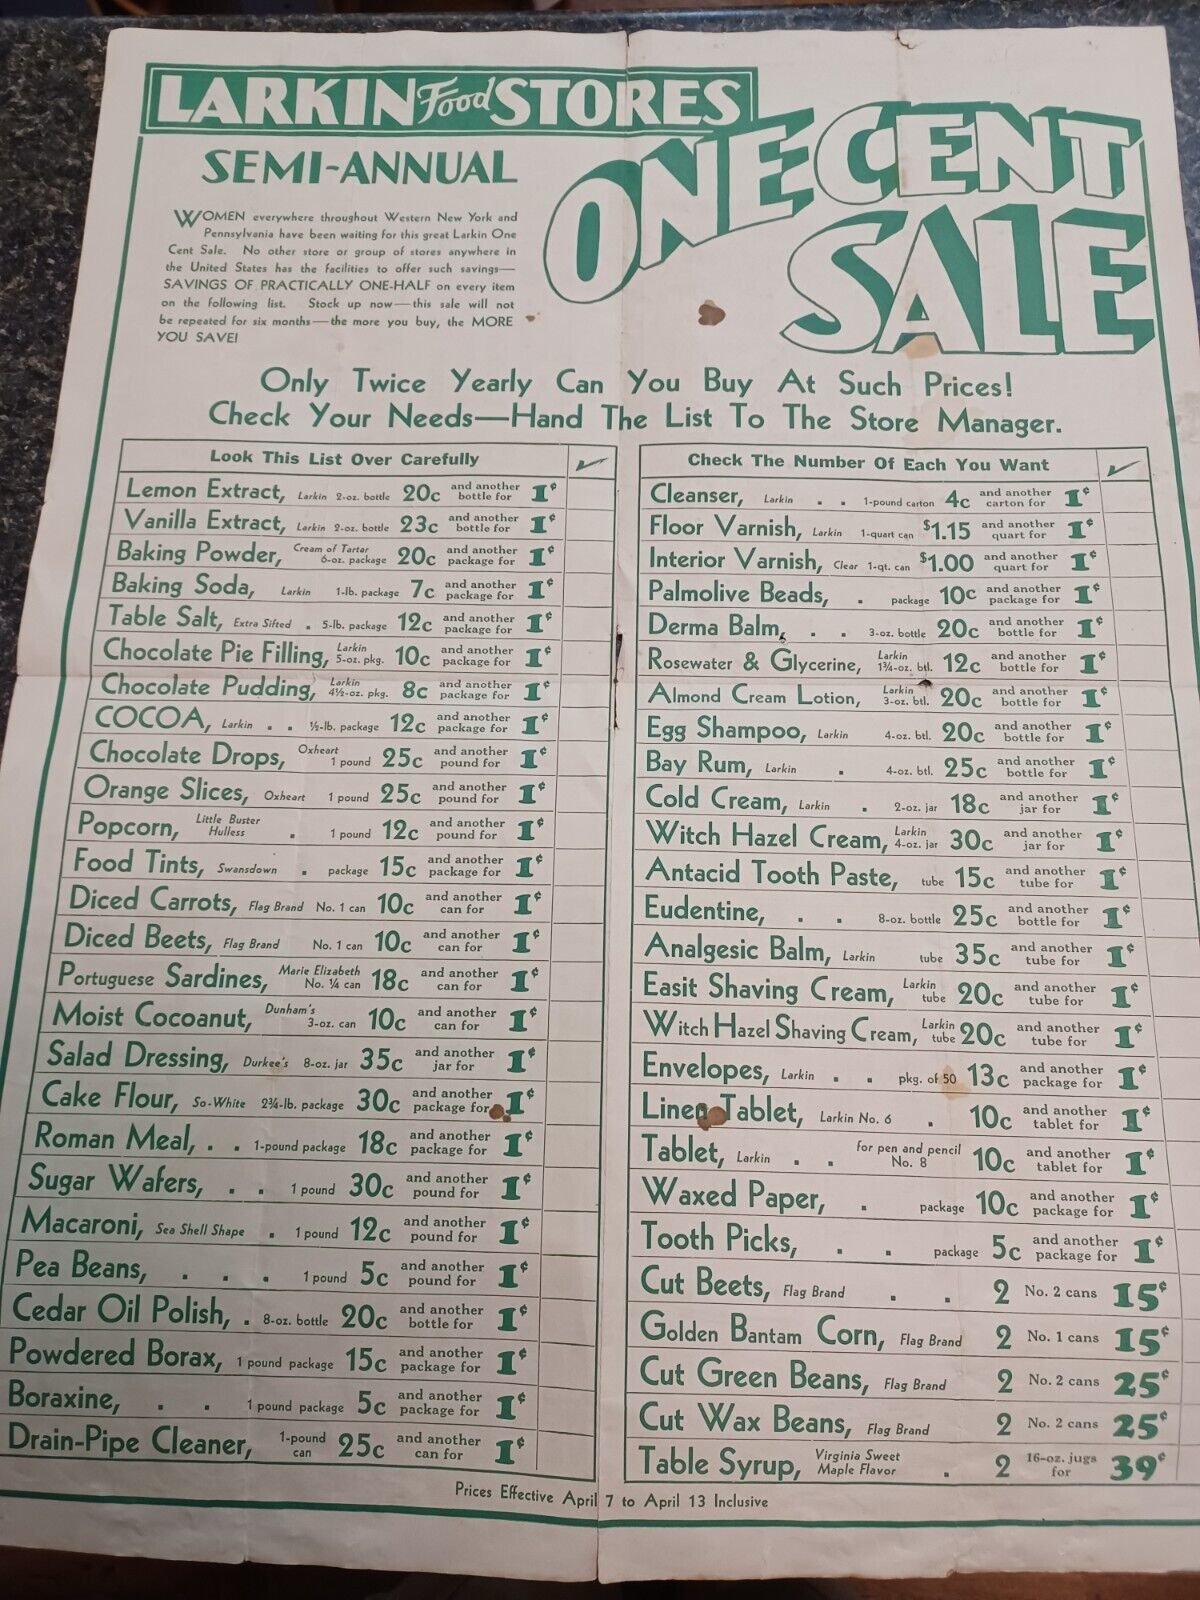 LARKIN Food STORES
SEMI-ANNUAL
ONE CENT
SALE
WOMEN everywhere throughout Western New York and
Pennsylvania have been waiting for this great Larkin One
Cent Sale. No other store or group of stores anywhere in
the United States has the facilities to offer such savings—
SAVINGS OF PRACTICALLY ONE-HALF on every item
on the following list. Stock up now—this sale will not
be repeated for six months—the more you buy, the MORE
YOU SAVE!
Only Twice Yearly Can You Buy At Such Prices!
Check Your Needs—Hand The List To The Store Manager.
Look This List Over Carefully ✓
Lemon Extract, Larkin 2-oz. bottle 20c and another bottle for 1¢
Vanilla Extract, Larkin 2-oz. bottle 23c and another bottle for 1¢
Baking Powder, Cream of Tartar 6-oz. package 20c and another package for 1¢
Baking Soda, Larkin 1-lb. package 7c and another package for 1¢
Table Salt, Extra Sifted . 5-lb. package 12c and another package for 1¢
Chocolate Pie Filling, Larkin 5-oz. pkg. 10c and another package for 1¢
Chocolate Pudding, Larkin 4½-oz. pkg. 8c and another package for 1¢
COCOA, Larkin . . ½-lb. package 12c and another package for 1¢
Chocolate Drops, Oxheart 1 pound 25c and another pound for 1¢
Orange Slices, Oxheart 1 pound 25c and another pound for 1¢
Popcorn, Little Buster Hulless . 1 pound 12c and another pound for 1¢
Food Tints, Swansdown . package 15c and another package for 1¢
Diced Carrots, Flag Brand No. 1 can 10c and another can for 1¢
Diced Beets, Flag Brand No. 1 can 10c and another can for 1¢
Portuguese Sardines, Marie Elizabeth No. ¼ can 18c and another can for 1¢
Moist Cocoanut, Dunham's 3-oz. can 10c and another can for 1¢
Salad Dressing, Durkee's 8-oz. jar 35c and another jar for 1¢
Cake Flour, So-White 2¾-lb. package 30c and another package for 1¢
Roman Meal, . . 1-pound package 18c and another package for 1¢
Sugar Wafers, . . 1 pound 30c and another pound for 1¢
Macaroni, Sea Shell Shape . 1 pound 12c and another pound for 1¢
Pea Beans, . . . 1 pound 5c and another pound for 1¢
Cedar Oil Polish, . 8-oz. bottle 20c and another bottle for 1¢
Powdered Borax, 1 pound package 15c and another package for 1¢
Boraxine, . . 1 pound package 5c and another package for 1¢
Drain-Pipe Cleaner, 1-pound can 25c and another can for 1¢
Check The Number Of Each You Want ✓
Cleanser, Larkin . . 1-pound carton 4c and another carton for 1¢
Floor Varnish, Larkin 1-quart can $1.15 and another quart for 1¢
Interior Varnish, Clear 1-qt. can $1.00 and another quart for 1¢
Palmolive Beads, . package 10c and another package for 1¢
Derma Balm, . . 3-oz. bottle 20c and another bottle for 1¢
Rosewater & Glycerine, Larkin 1¾-oz. btl. 12c and another bottle for 1¢
Almond Cream Lotion, Larkin 3-oz. btl. 20c and another bottle for 1¢
Egg Shampoo, Larkin 4-oz. btl. 20c and another bottle for 1¢
Bay Rum, Larkin . 4-oz. btl. 25c and another bottle for 1¢
Cold Cream, Larkin . 2-oz. jar 18c and another jar for 1¢
Witch Hazel Cream, Larkin 4-oz. jar 30c and another jar for 1¢
Antacid Tooth Paste, tube 15c and another tube for 1¢
Eudentine, . . 8-oz. bottle 25c and another bottle for 1¢
Analgesic Balm, Larkin tube 35c and another tube for 1¢
Easit Shaving Cream, Larkin tube 20c and another tube for 1¢
Witch Hazel Shaving Cream, Larkin tube 20c and another tube for 1¢
Envelopes, Larkin . . pkg. of 50 13c and another package for 1¢
Linen Tablet, Larkin No. 6 . 10c and another tablet for 1¢
Tablet, Larkin . . for pen and pencil No. 8 10c and another tablet for 1¢
Waxed Paper, . package 10c and another package for 1¢
Tooth Picks, . . package 5c and another package for 1¢
Cut Beets, Flag Brand . . 2 No. 2 cans 15¢
Golden Bantam Corn, Flag Brand 2 No. 1 cans 15¢
Cut Green Beans, Flag Brand 2 No. 2 cans 25¢
Cut Wax Beans, Flag Brand 2 No. 2 cans 25¢
Table Syrup, Virginia Sweet Maple Flavor . 2 16-oz. jugs for 39¢
Prices Effective April 7 to April 13 Inclusive